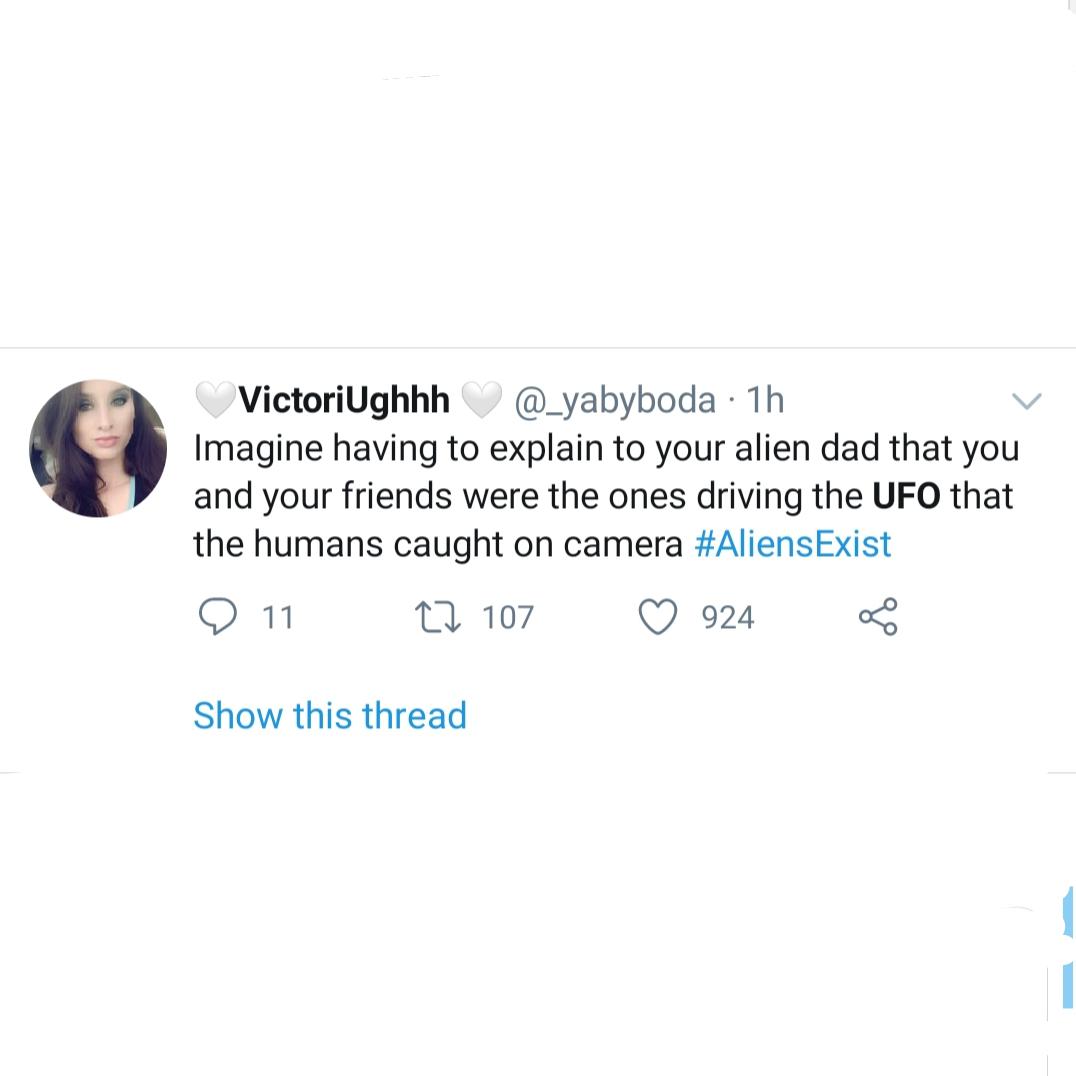 🤍VictoriUghhh🤍 @_yabyboda · 1h
Imagine having to explain to your alien dad that you
and your friends were the ones driving the UFO that
the humans caught on camera #AliensExist
11 107 924
Show this thread